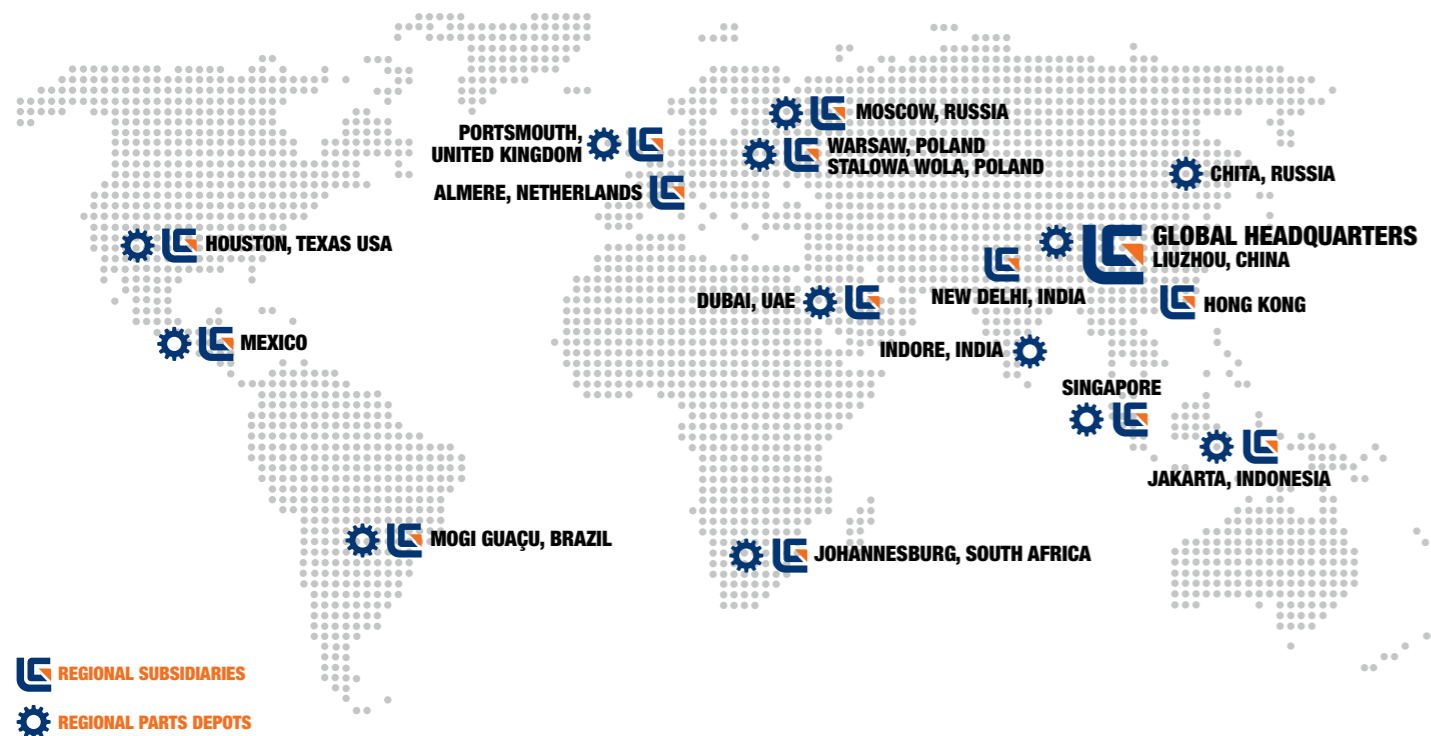 MOSCOW, RUSSIA
PORTSMOUTH,
UNITED KINGDOM
WARSAW, POLAND
STALOWA WOLA, POLAND
CHITA, RUSSIA
ALMERE, NETHERLANDS
HOUSTON, TEXAS USA
GLOBAL HEADQUARTERS
LIUZHOU, CHINA
NEW DELHI, INDIA
DUBAI, UAE
HONG KONG
MEXICO
INDORE, INDIA
SINGAPORE
JAKARTA, INDONESIA
MOGI GUAÇU, BRAZIL
JOHANNESBURG, SOUTH AFRICA
REGIONAL SUBSIDIARIES
REGIONAL PARTS DEPOTS